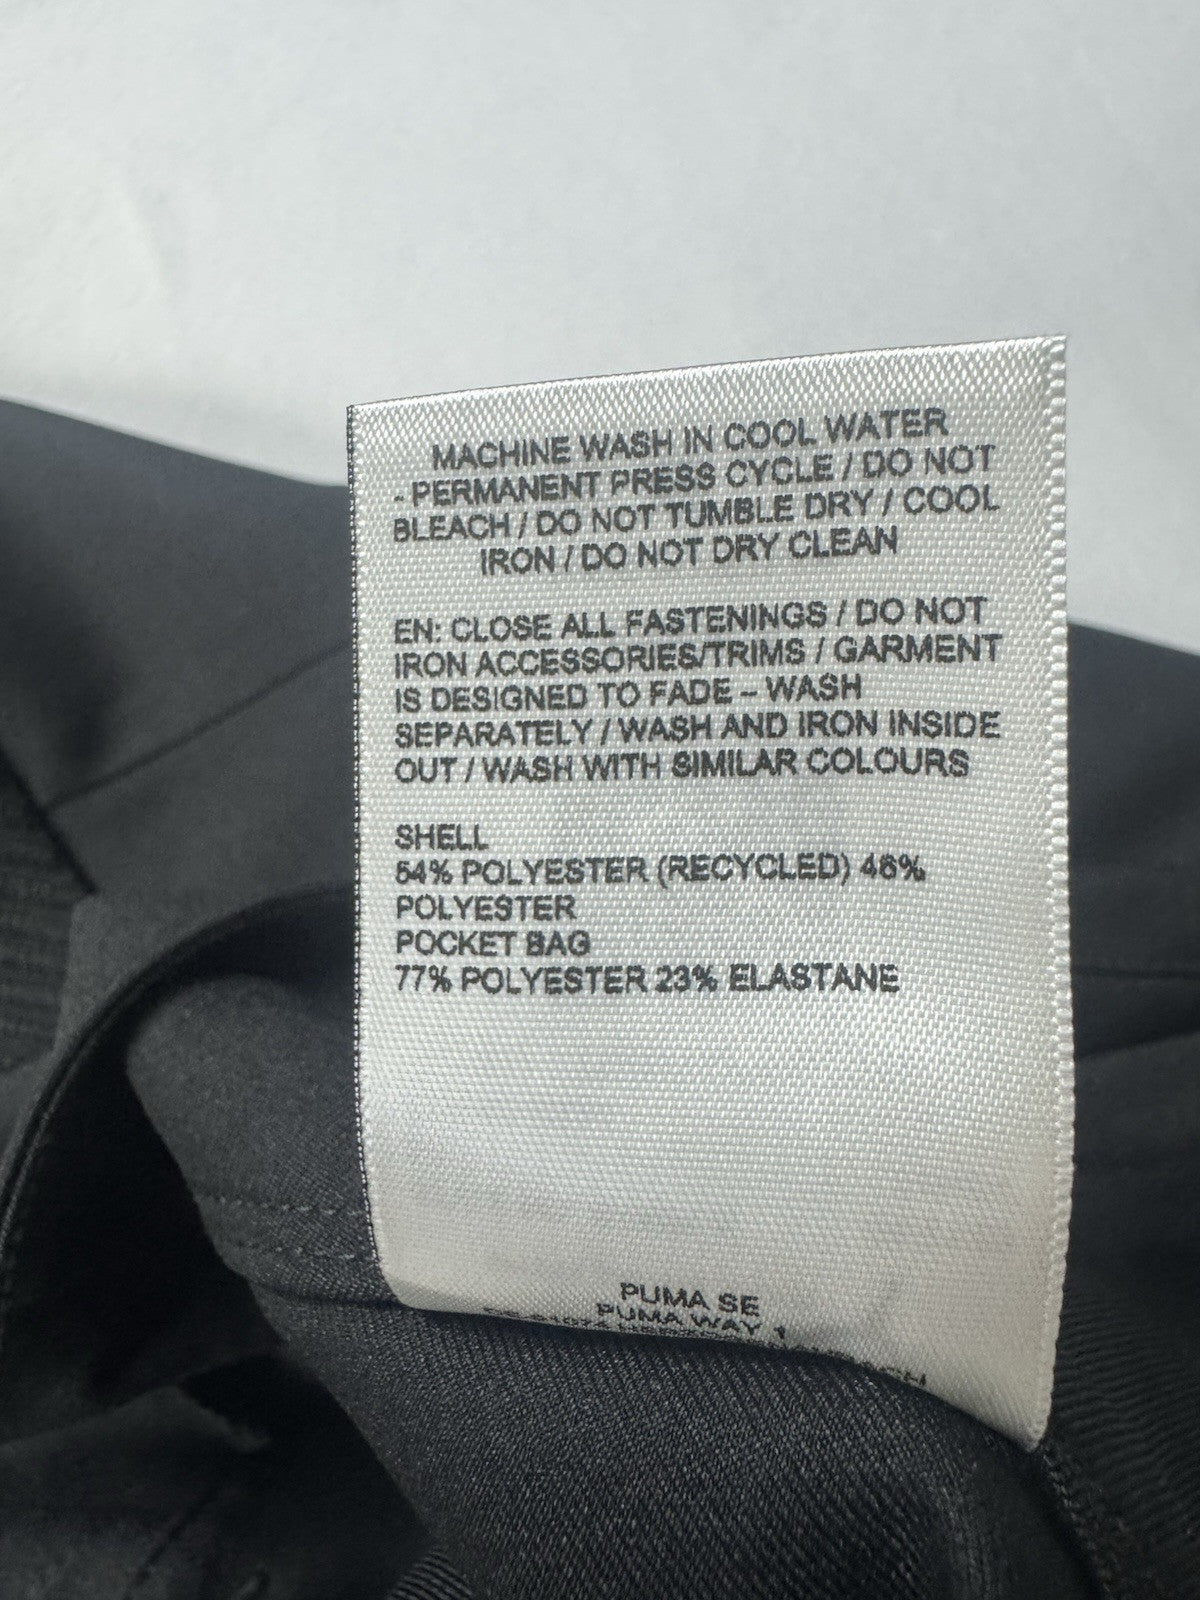 MACHINE WASH IN COOL WATER
- PERMANENT PRESS CYCLE / DO NOT
BLEACH / DO NOT TUMBLE DRY / COOL
IRON / DO NOT DRY CLEAN
EN: CLOSE ALL FASTENINGS / DO NOT
IRON ACCESSORIES/TRIMS / GARMENT
IS DESIGNED TO FADE – WASH
SEPARATELY / WASH AND IRON INSIDE
OUT / WASH WITH SIMILAR COLOURS
SHELL
54% POLYESTER (RECYCLED) 46%
POLYESTER
POCKET BAG
77% POLYESTER 23% ELASTANE
PUMA SE
PUMA WAY 1